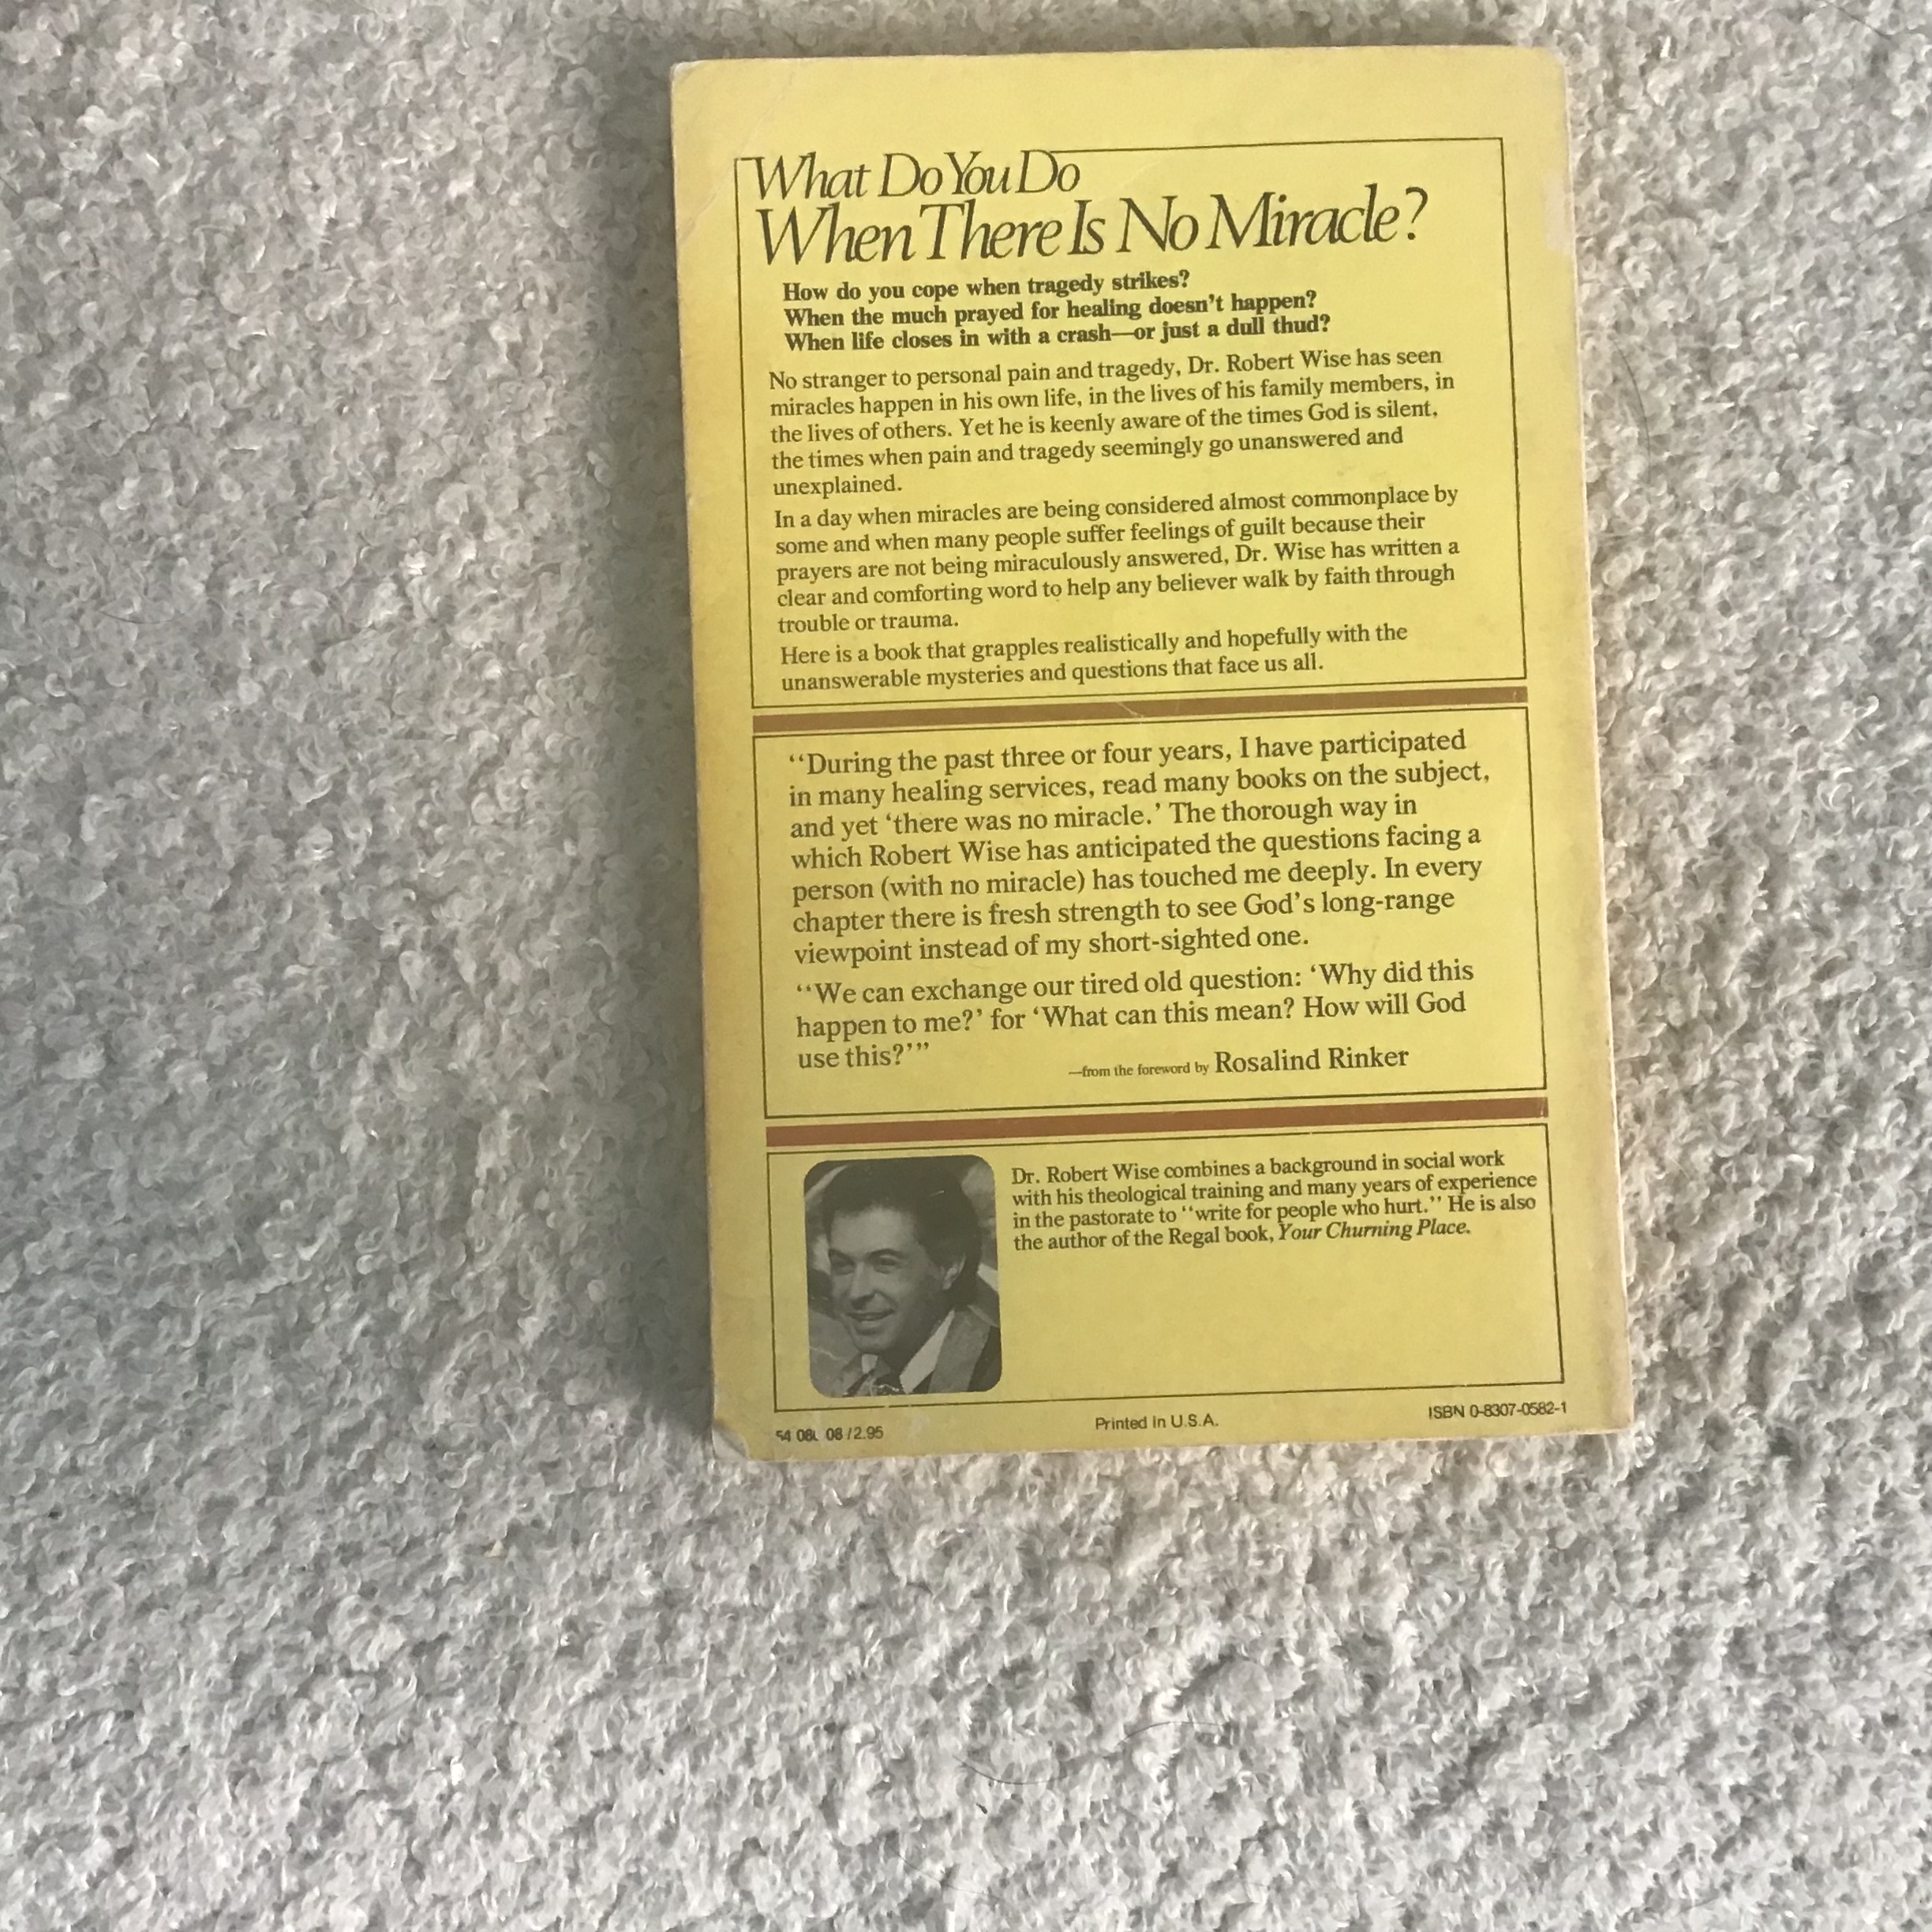 What Do You Do
When There Is No Miracle?
How do you cope when tragedy strikes?
When the much prayed for healing doesn't happen?
When life closes in with a crash—or just a dull thud?
No stranger to personal pain and tragedy, Dr. Robert Wise has seen
miracles happen in his own life, in the lives of his family members, in
the lives of others. Yet he is keenly aware of the times God is silent,
the times when pain and tragedy seemingly go unanswered and
unexplained.
In a day when miracles are being considered almost commonplace by
some and when many people suffer feelings of guilt because their
prayers are not being miraculously answered, Dr. Wise has written a
clear and comforting word to help any believer walk by faith through
trouble or trauma.
Here is a book that grapples realistically and hopefully with the
unanswerable mysteries and questions that face us all.
“During the past three or four years, I have participated
in many healing services, read many books on the subject,
and yet ‘there was no miracle.’ The thorough way in
which Robert Wise has anticipated the questions facing a
person (with no miracle) has touched me deeply. In every
chapter there is fresh strength to see God’s long-range
viewpoint instead of my short-sighted one.
“We can exchange our tired old question: ‘Why did this
happen to me?’ for ‘What can this mean? How will God
use this?’”
—from the foreword by Rosalind Rinker
Dr. Robert Wise combines a background in social work
with his theological training and many years of experience
in the pastorate to “write for people who hurt.” He is also
the author of the Regal book, Your Churning Place.
08 / 2.95
Printed in U.S.A.
ISBN 0-8307-0582-1